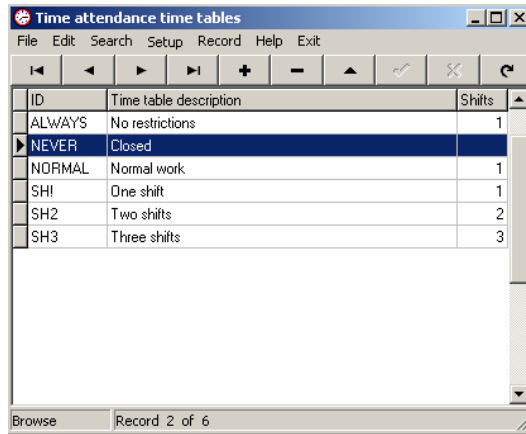 Time attendance time tables
File Edit Search Setup Record Help Exit
ID Time table description Shifts
ALWAYS No restrictions 1
NEVER Closed
NORMAL Normal work 1
SH! One shift 1
SH2 Two shifts 2
SH3 Three shifts 3
Browse Record 2 of 6